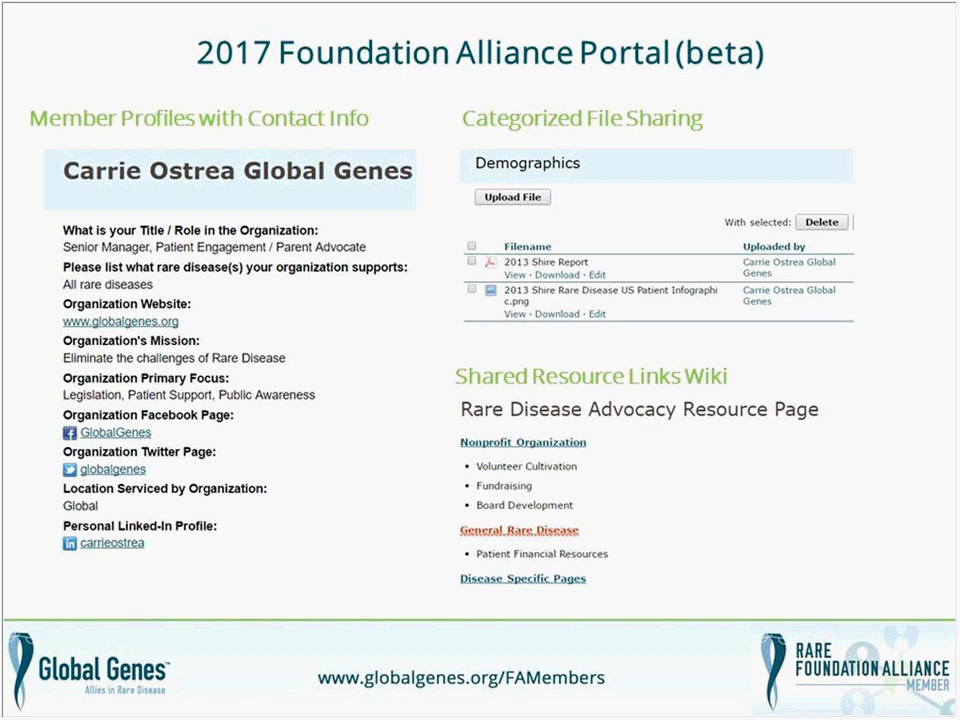 2017 Foundation Alliance Portal (beta)
Member Profiles with Contact Info
Carrie Ostrea Global Genes
What is your Title / Role in the Organization:
Senior Manager, Patient Engagement / Parent Advocate
Please list what rare disease(s) your organization supports:
All rare diseases
Organization Website:
www.globalgenes.org
Organization's Mission:
Eliminate the challenges of Rare Disease
Organization Primary Focus:
Legislation, Patient Support, Public Awareness
Organization Facebook Page:
GlobalGenes
Organization Twitter Page:
globalgenes
Location Serviced by Organization:
Global
Personal Linked-In Profile:
carrieostrea
Categorized File Sharing
Demographics
Upload File
With selected: Delete
Filename Uploaded by
2013 Shire Report Carrie Ostrea Global
View · Download · Edit Genes
2013 Shire Rare Disease US Patient Infographi Carrie Ostrea Global
c.png Genes
View · Download · Edit
Shared Resource Links Wiki
Rare Disease Advocacy Resource Page
Nonprofit Organization
• Volunteer Cultivation
• Fundraising
• Board Development
General Rare Disease
• Patient Financial Resources
Disease Specific Pages
Global Genes™
Allies in Rare Disease
www.globalgenes.org/FAMembers
RARE
FOUNDATION ALLIANCE
MEMBER